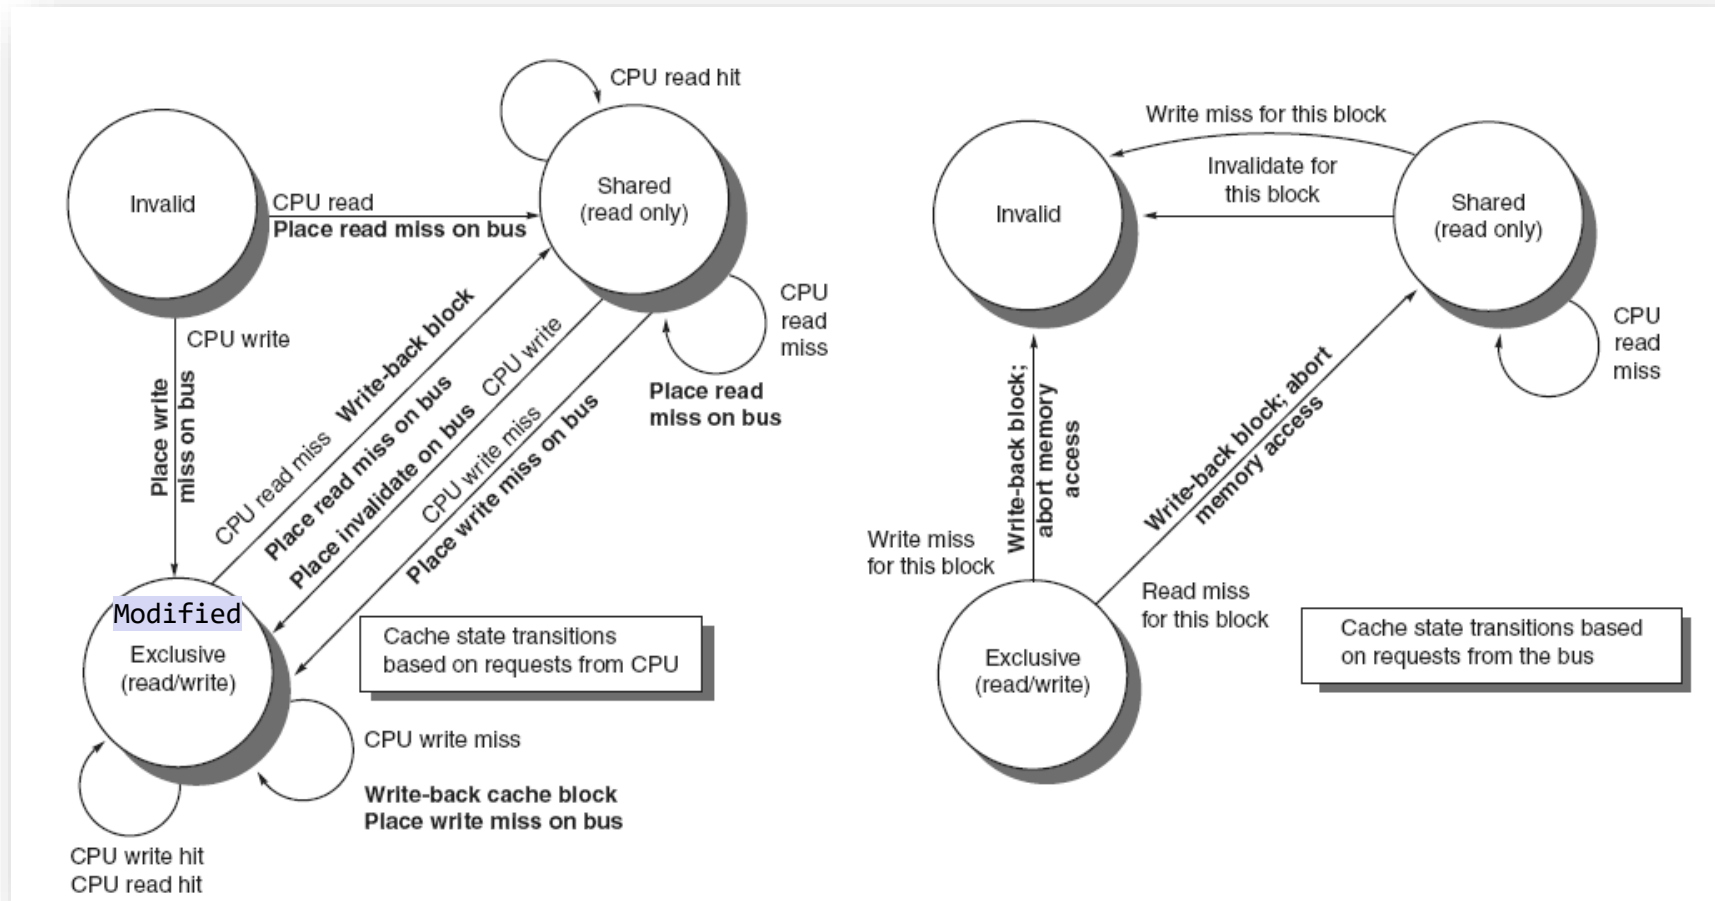 CPU read hit
Invalid
Shared
(read only)
CPU read
Place read miss on bus
CPU
read
miss
Place read
miss on bus
CPU write
Place write
miss on bus
CPU read miss Write-back block
Place read miss on bus
Place invalidate on bus CPU write
CPU write miss
Place write miss on bus
Modified
Exclusive
(read/write)
Cache state transitions
based on requests from CPU
CPU write miss
Write-back cache block
Place write miss on bus
CPU write hit
CPU read hit
Write miss for this block
Invalidate for
this block
Invalid
Shared
(read only)
CPU
read
miss
Write-back block;
abort memory
access
Write-back block; abort
memory access
Write miss
for this block
Read miss
for this block
Exclusive
(read/write)
Cache state transitions based
on requests from the bus